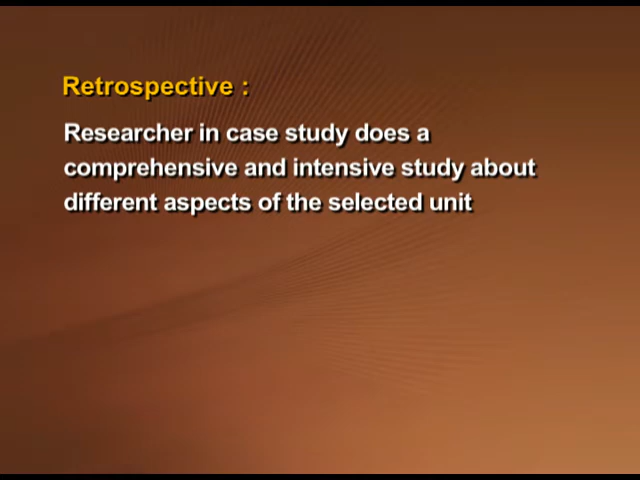 Retrospective :
Researcher in case study does a
comprehensive and intensive study about
different aspects of the selected unit